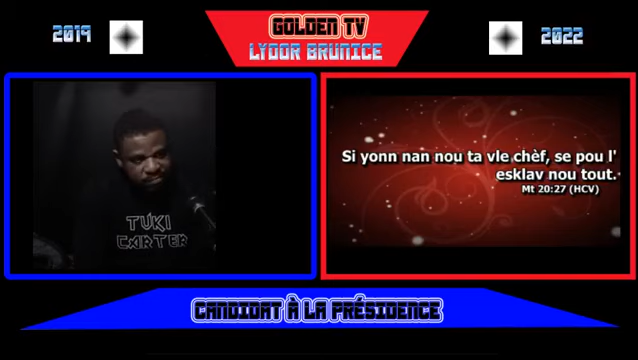 2019
GOLDEN TV
LYDOR BRUNICE
2022
TUKI
CARTER
Si yonn nan nou ta vle chèf, se pou l'
esklav nou tout.
Mt 20:27 (HCV)
CANDIDAT À LA PRÉSIDENCE